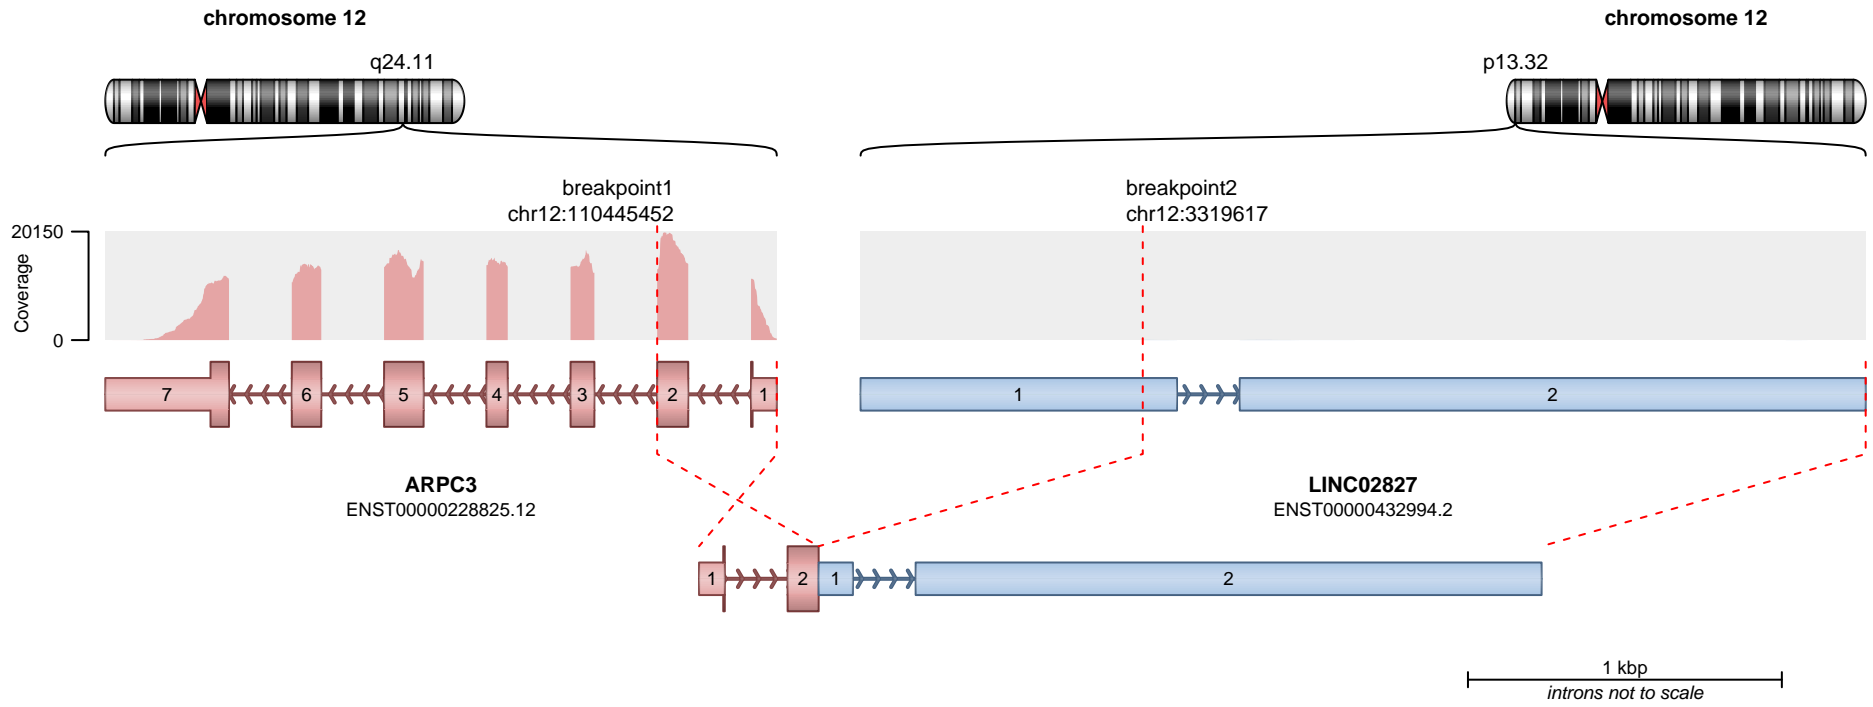 chromosome 12
chromosome 12
q24.11
p13.32
breakpoint1
chr12:110445452
breakpoint2
chr12:3319617
20150
Coverage
0
7 6 5 4 3 2 1
1 2
ARPC3
ENST00000228825.12
LINC02827
ENST00000432994.2
1 2 1 2
1 kbp
introns not to scale